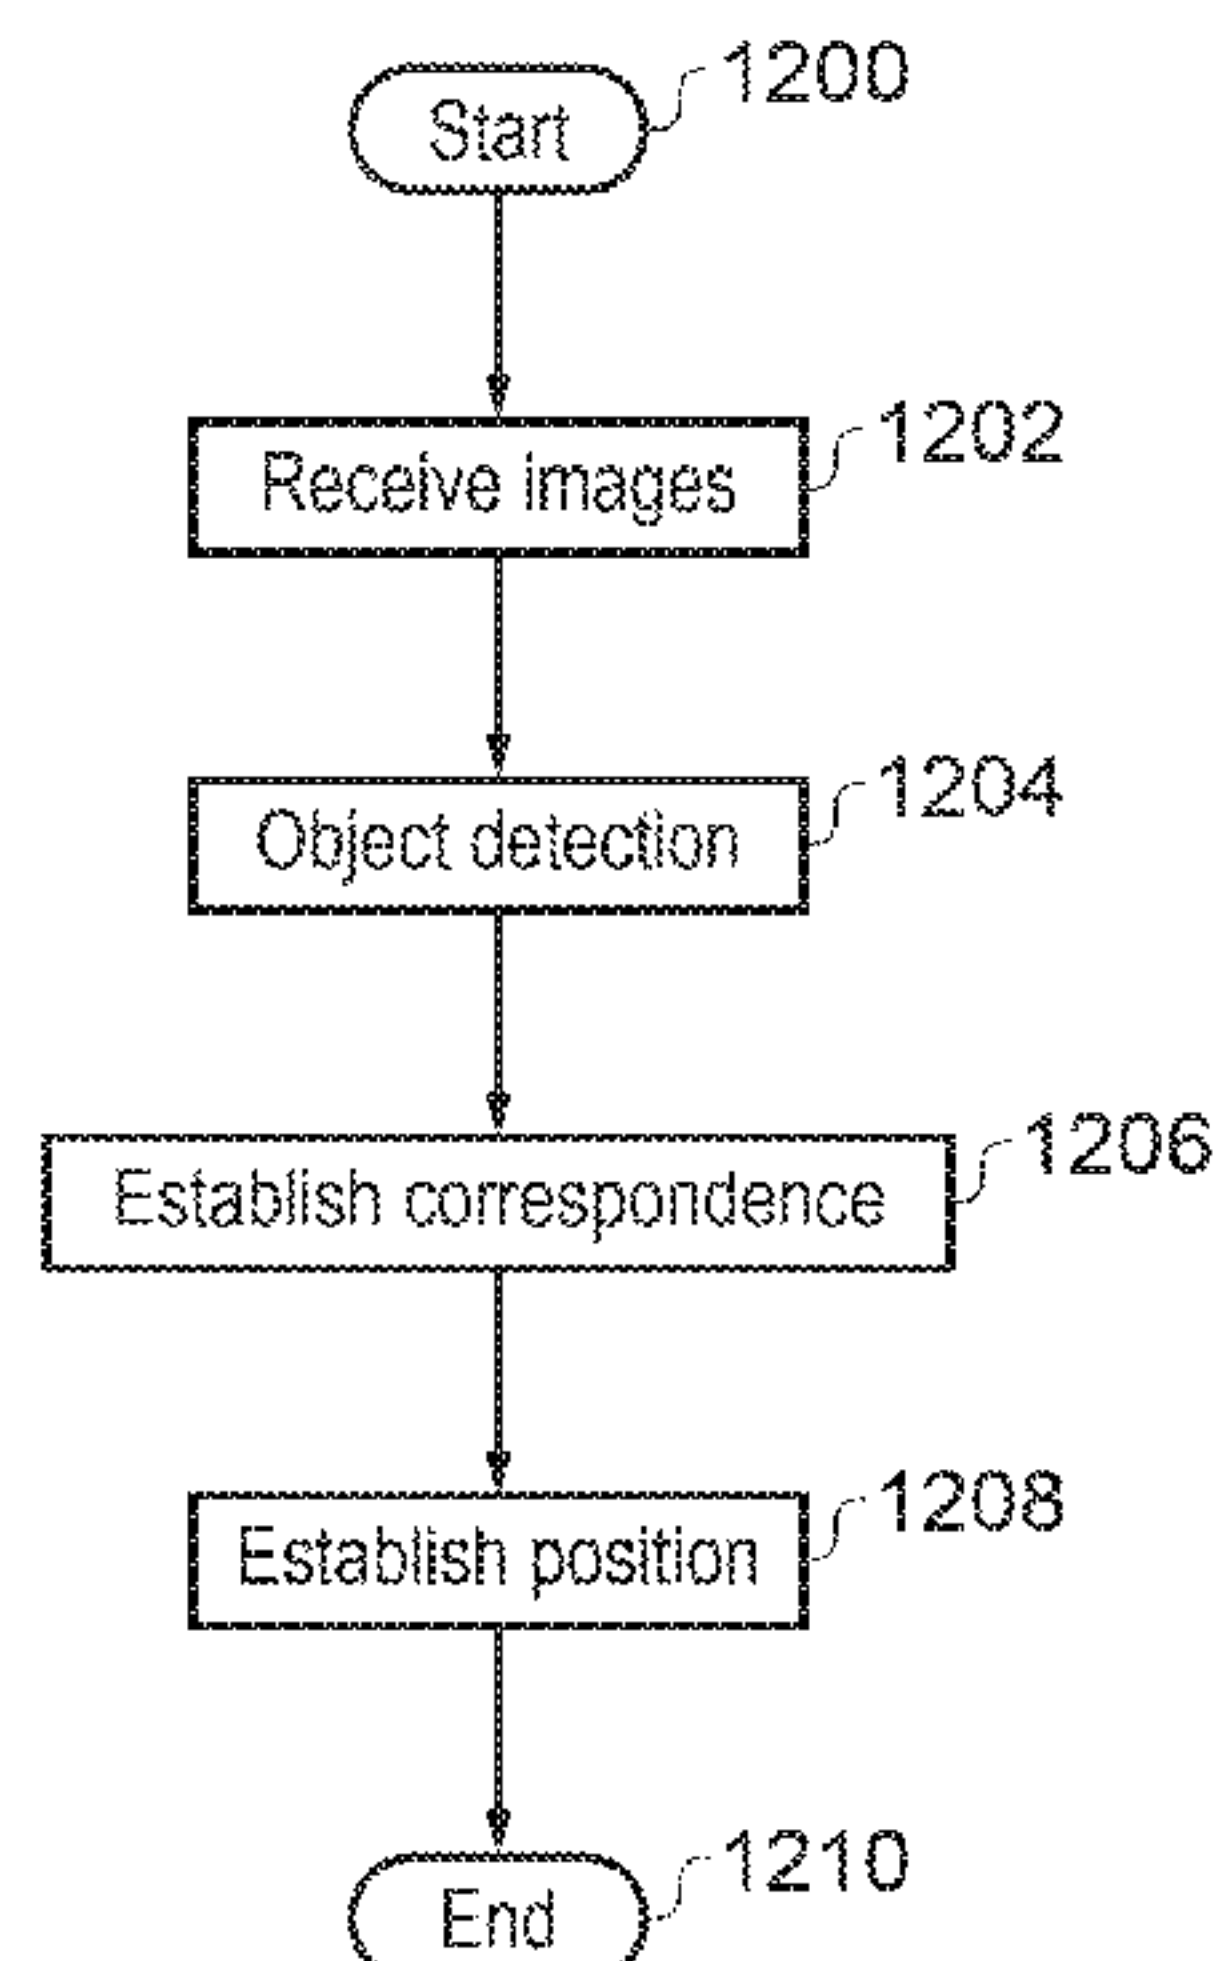 Start
1200
Receive images
1202
Object detection
1204
Establish correspondence
1206
Establish position
1208
End
1210